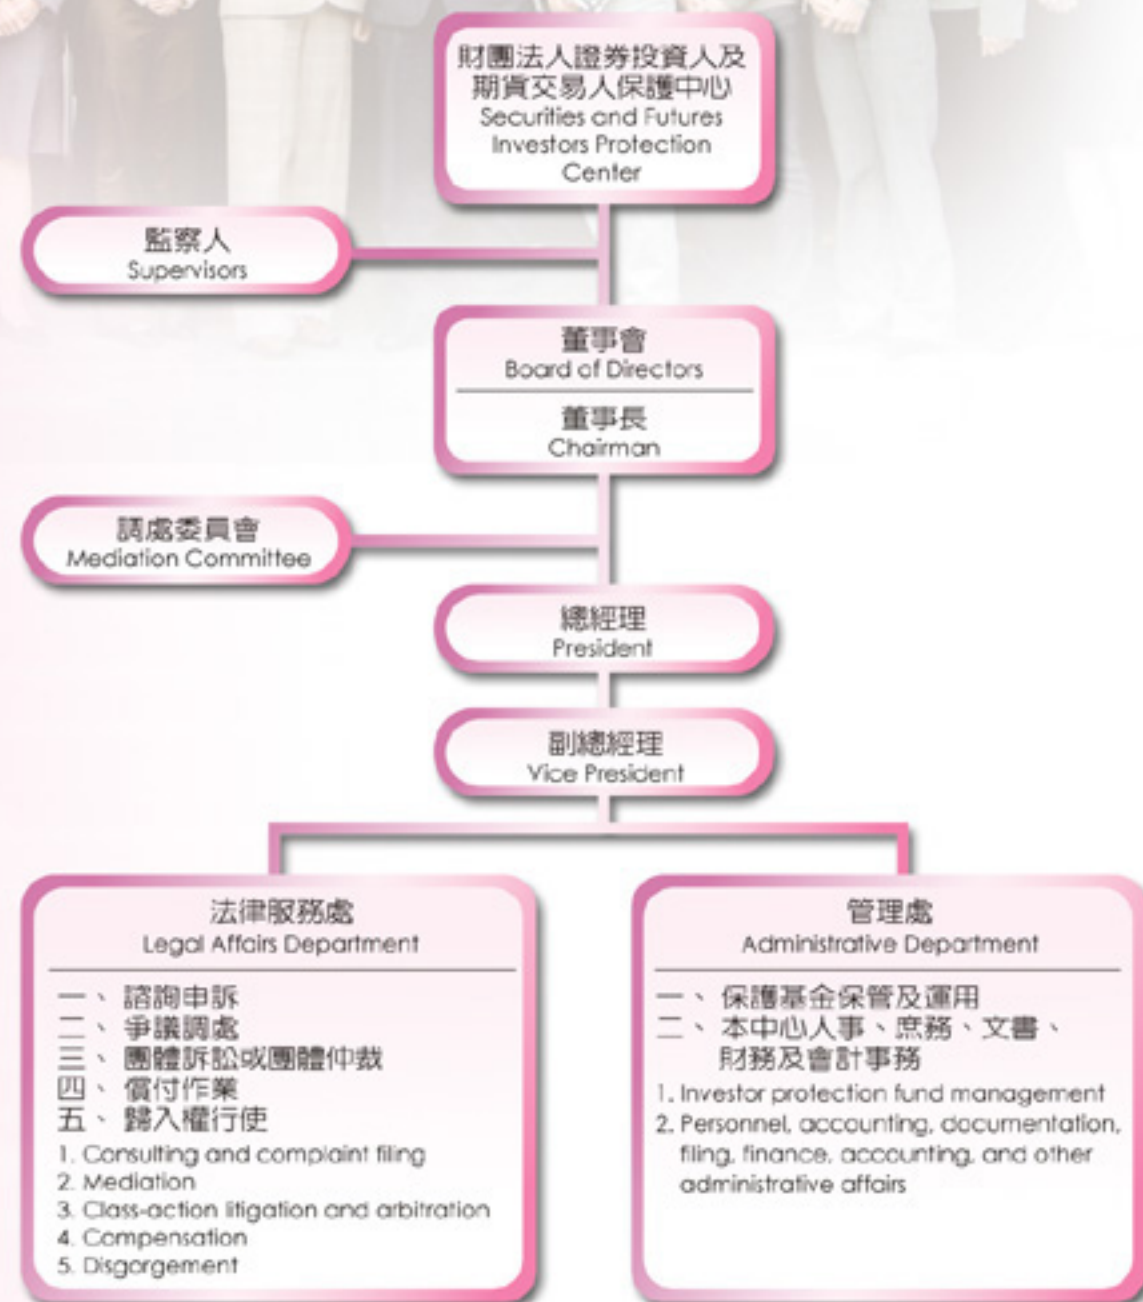 財團法人證券投資人及
期貨交易人保護中心
Securities and Futures
Investors Protection
Center
監察人
Supervisors
董事會
Board of Directors
董事長
Chairman
調處委員會
Mediation Committee
總經理
President
副總經理
Vice President
法律服務處
Legal Affairs Department
一、 諮詢申訴
二、 爭議調處
三、 團體訴訟或團體仲裁
四、 償付作業
五、 歸入權行使
1. Consulting and complaint filing
2. Mediation
3. Class-action litigation and arbitration
4. Compensation
5. Disgorgement
管理處
Administrative Department
一、 保護基金保管及運用
二、 本中心人事、庶務、文書、
財務及會計事務
1. Investor protection fund management
2. Personnel, accounting, documentation,
filing, finance, accounting, and other
administrative affairs